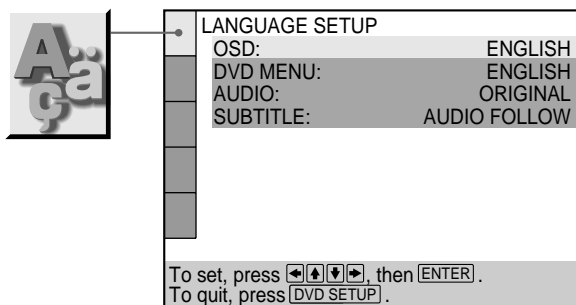 Açä
LANGUAGE SETUP
OSD: ENGLISH
DVD MENU: ENGLISH
AUDIO: ORIGINAL
SUBTITLE: AUDIO FOLLOW
To set, press ←↑↓→, then ENTER.
To quit, press DVD SETUP.